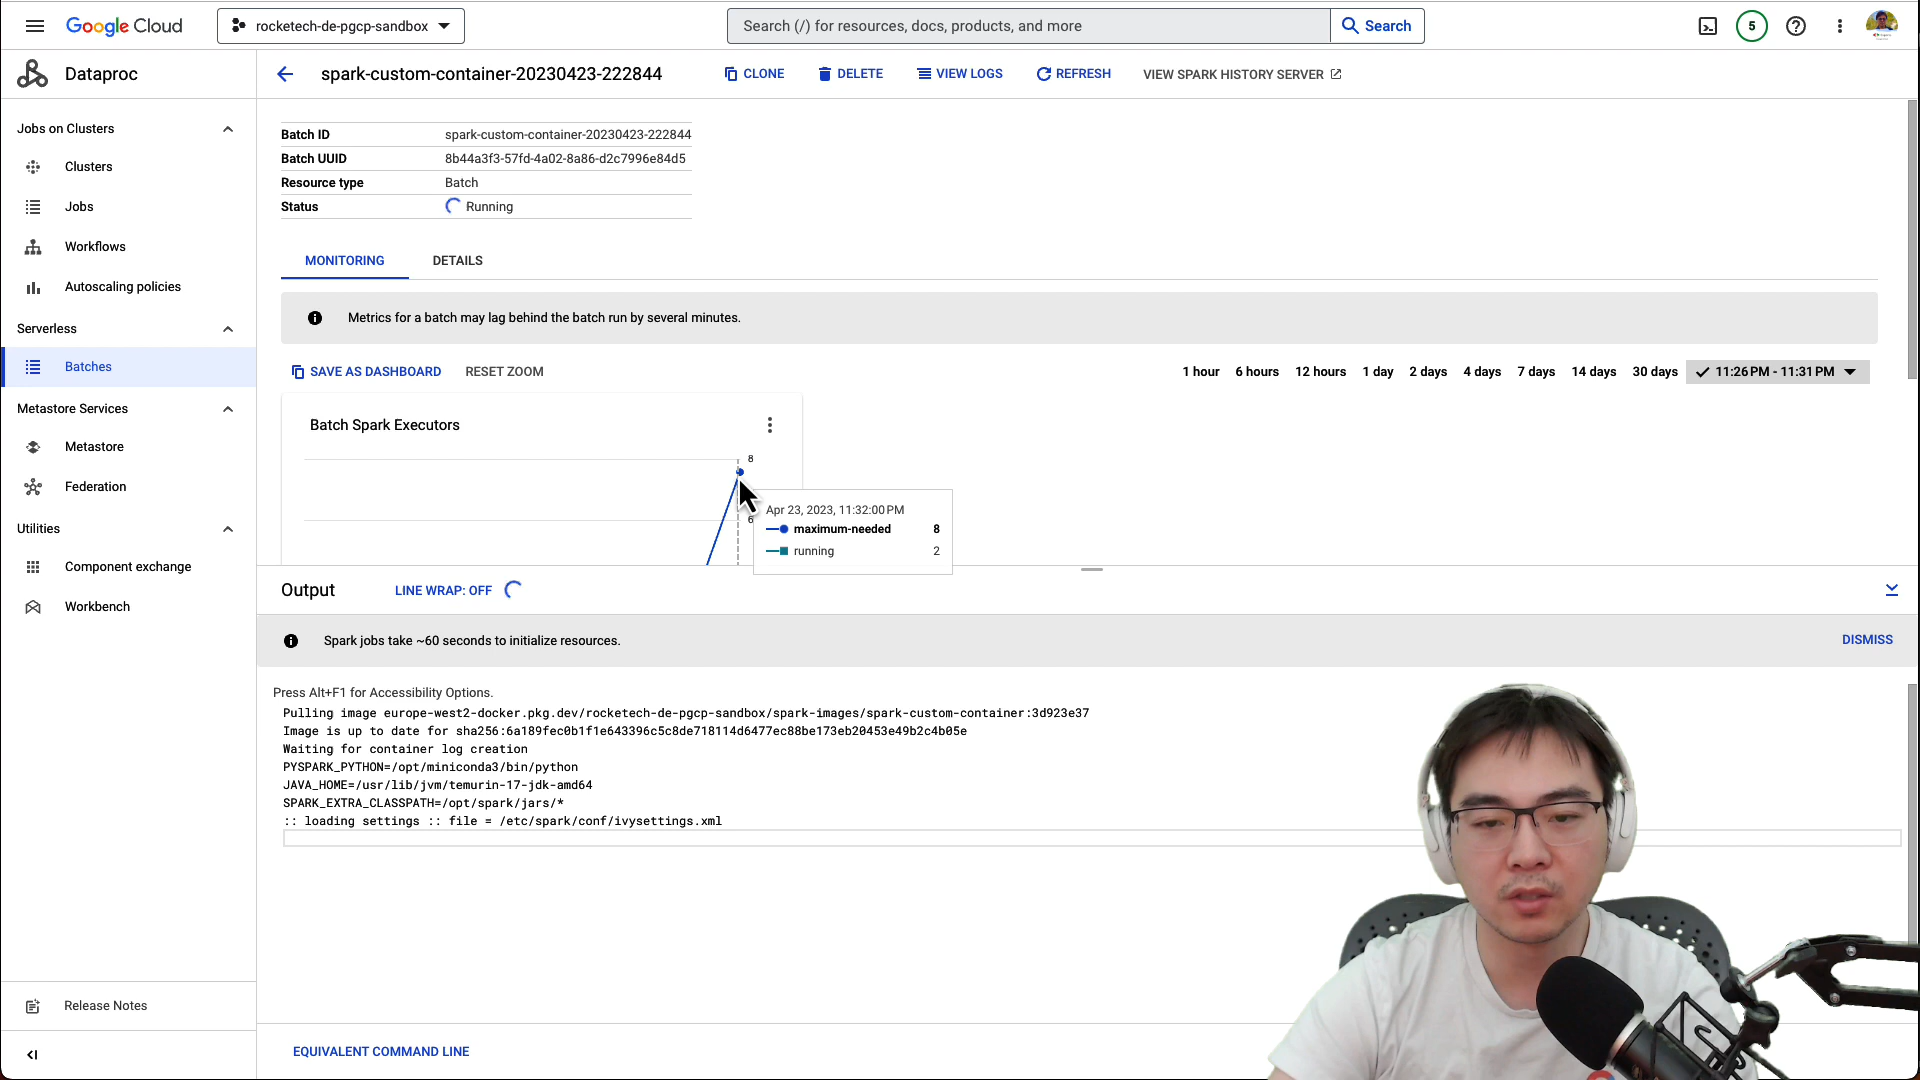 Google Cloud
rocketech-de-pgcp-sandbox
Search (/) for resources, docs, products, and more
Search
5
Dataproc
spark-custom-container-20230423-222844
CLONE
DELETE
VIEW LOGS
REFRESH
VIEW SPARK HISTORY SERVER
Jobs on Clusters
Clusters
Jobs
Workflows
Autoscaling policies
Serverless
Batches
Metastore Services
Metastore
Federation
Utilities
Component exchange
Workbench
Release Notes
Batch ID spark-custom-container-20230423-222844
Batch UUID 8b44a3f3-57fd-4a02-8a86-d2c7996e84d5
Resource type Batch
Status Running
MONITORING DETAILS
Metrics for a batch may lag behind the batch run by several minutes.
SAVE AS DASHBOARD RESET ZOOM
1 hour 6 hours 12 hours 1 day 2 days 4 days 7 days 14 days 30 days 11:26 PM - 11:31 PM
Batch Spark Executors
8
6
Apr 23, 2023, 11:32:00 PM
maximum-needed 8
running 2
Output LINE WRAP: OFF
Spark jobs take ~60 seconds to initialize resources. DISMISS
Press Alt+F1 for Accessibility Options.
Pulling image europe-west2-docker.pkg.dev/rocketech-de-pgcp-sandbox/spark-images/spark-custom-container:3d923e37
Image is up to date for sha256:6a189fec0b1f1e643396c5c8de718114d6477ec88be173eb20453e49b2c4b05e
Waiting for container log creation
PYSPARK_PYTHON=/opt/miniconda3/bin/python
JAVA_HOME=/usr/lib/jvm/temurin-17-jdk-amd64
SPARK_EXTRA_CLASSPATH=/opt/spark/jars/*
:: loading settings :: file = /etc/spark/conf/ivysettings.xml
EQUIVALENT COMMAND LINE